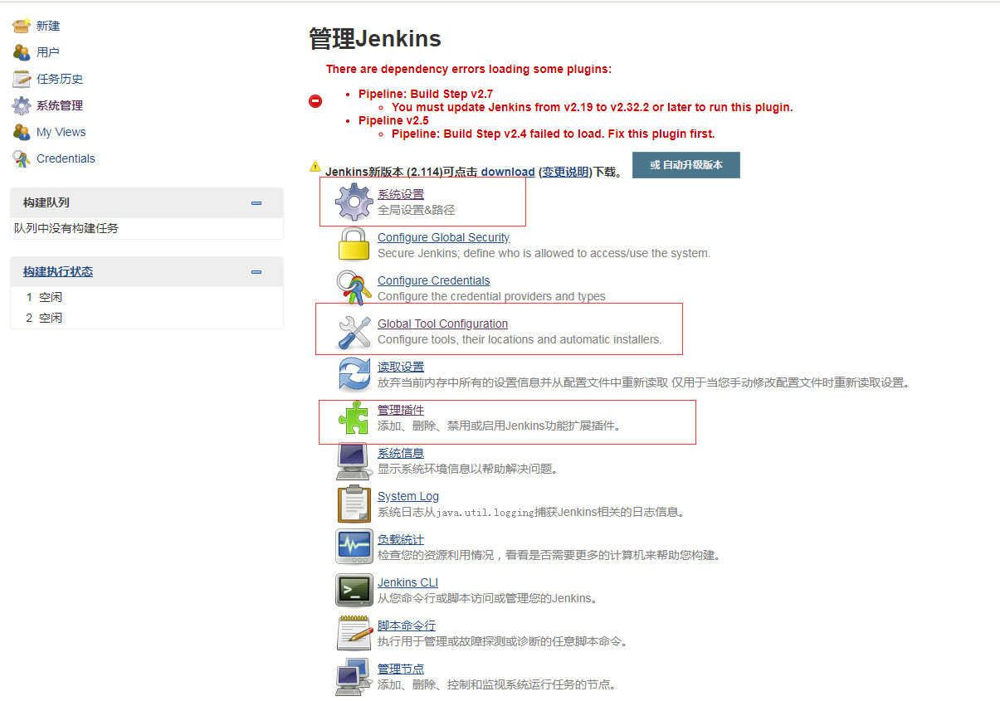 新建
用户
任务历史
系统管理
My Views
Credentials
构建队列
队列中没有构建任务
构建执行状态
1 空闲
2 空闲
管理Jenkins
There are dependency errors loading some plugins:
Pipeline: Build Step v2.7
You must update Jenkins from v2.19 to v2.32.2 or later to run this plugin.
Pipeline v2.5
Pipeline: Build Step v2.4 failed to load. Fix this plugin first.
Jenkins新版本 (2.114)可点击 download (变更说明)下载。 或 自动升级版本
系统设置
全局设置&路径
Configure Global Security
Secure Jenkins; define who is allowed to access/use the system.
Configure Credentials
Configure the credential providers and types
Global Tool Configuration
Configure tools, their locations and automatic installers.
读取设置
放弃当前内存中所有的设置信息并从配置文件中重新读取 仅用于当您手动修改配置文件时重新读取设置。
管理插件
添加、删除、禁用或启用Jenkins功能扩展插件。
系统信息
显示系统环境信息以帮助解决问题。
System Log
系统日志从java.util.logging捕获Jenkins相关的日志信息。
负载统计
检查您的资源利用情况，看看是否需要更多的计算机来帮助您构建。
Jenkins CLI
从您命令行或脚本访问或管理您的Jenkins。
脚本命令行
执行用于管理或故障探测或诊断的任意脚本命令。
管理节点
添加、删除、控制和监视系统运行任务的节点。